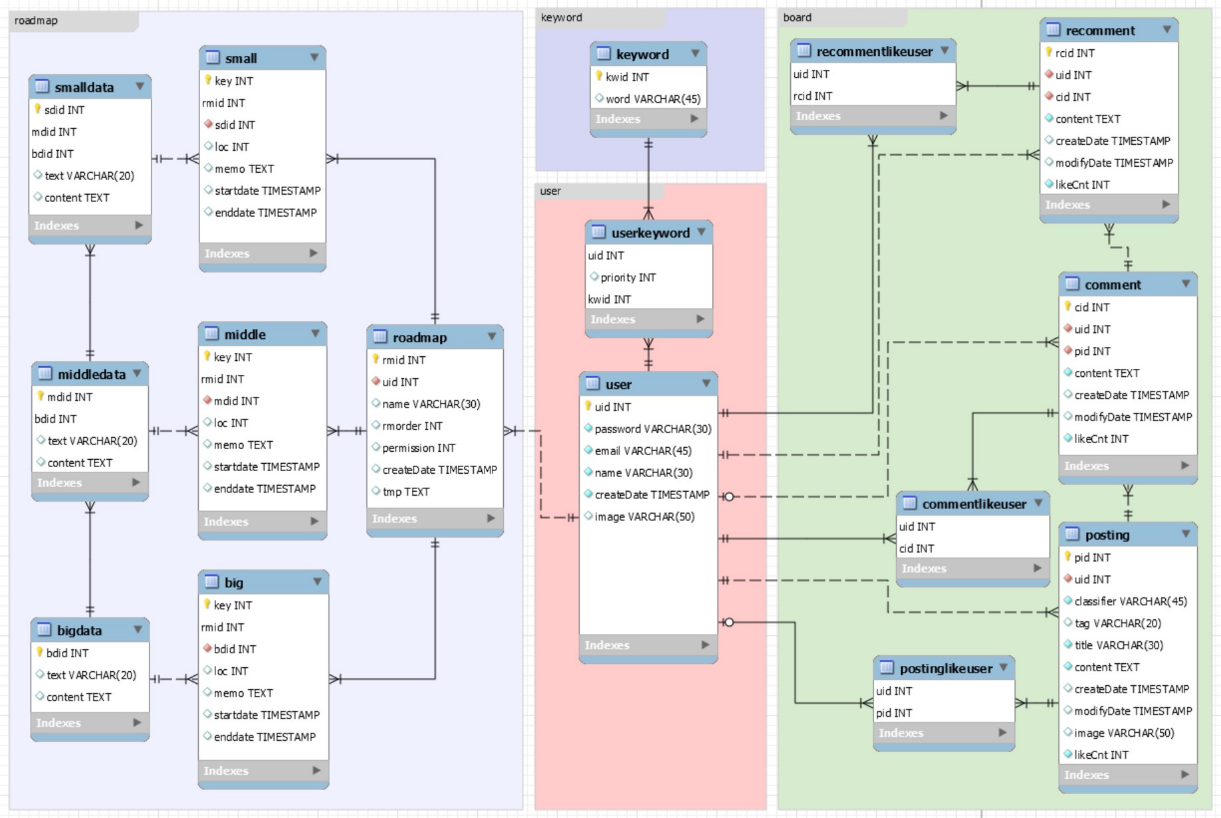 roadmap
smalldata
sdid INT
mdid INT
bdid INT
text VARCHAR(20)
content TEXT
Indexes
small
key INT
rmid INT
sdid INT
loc INT
memo TEXT
startdate TIMESTAMP
enddate TIMESTAMP
Indexes
middledata
mdid INT
bdid INT
text VARCHAR(20)
content TEXT
Indexes
middle
key INT
rmid INT
mdid INT
loc INT
memo TEXT
startdate TIMESTAMP
enddate TIMESTAMP
Indexes
roadmap
rmid INT
uid INT
name VARCHAR(30)
rmorder INT
permission INT
createDate TIMESTAMP
tmp TEXT
Indexes
bigdata
bdid INT
text VARCHAR(20)
content TEXT
Indexes
big
key INT
rmid INT
bdid INT
loc INT
memo TEXT
startdate TIMESTAMP
enddate TIMESTAMP
Indexes
keyword
keyword
kwid INT
word VARCHAR(45)
Indexes
user
userkeyword
uid INT
priority INT
kwid INT
Indexes
user
uid INT
password VARCHAR(30)
email VARCHAR(45)
name VARCHAR(30)
createDate TIMESTAMP
image VARCHAR(50)
Indexes
board
recommentlikeuser
uid INT
rcid INT
Indexes
recomment
rcid INT
uid INT
cid INT
content TEXT
createDate TIMESTAMP
modifyDate TIMESTAMP
likeCnt INT
Indexes
comment
cid INT
uid INT
pid INT
content TEXT
createDate TIMESTAMP
modifyDate TIMESTAMP
likeCnt INT
Indexes
commentlikeuser
uid INT
cid INT
Indexes
posting
pid INT
uid INT
classifier VARCHAR(45)
tag VARCHAR(20)
title VARCHAR(30)
content TEXT
createDate TIMESTAMP
modifyDate TIMESTAMP
image VARCHAR(50)
likeCnt INT
Indexes
postinglikeuser
uid INT
pid INT
Indexes